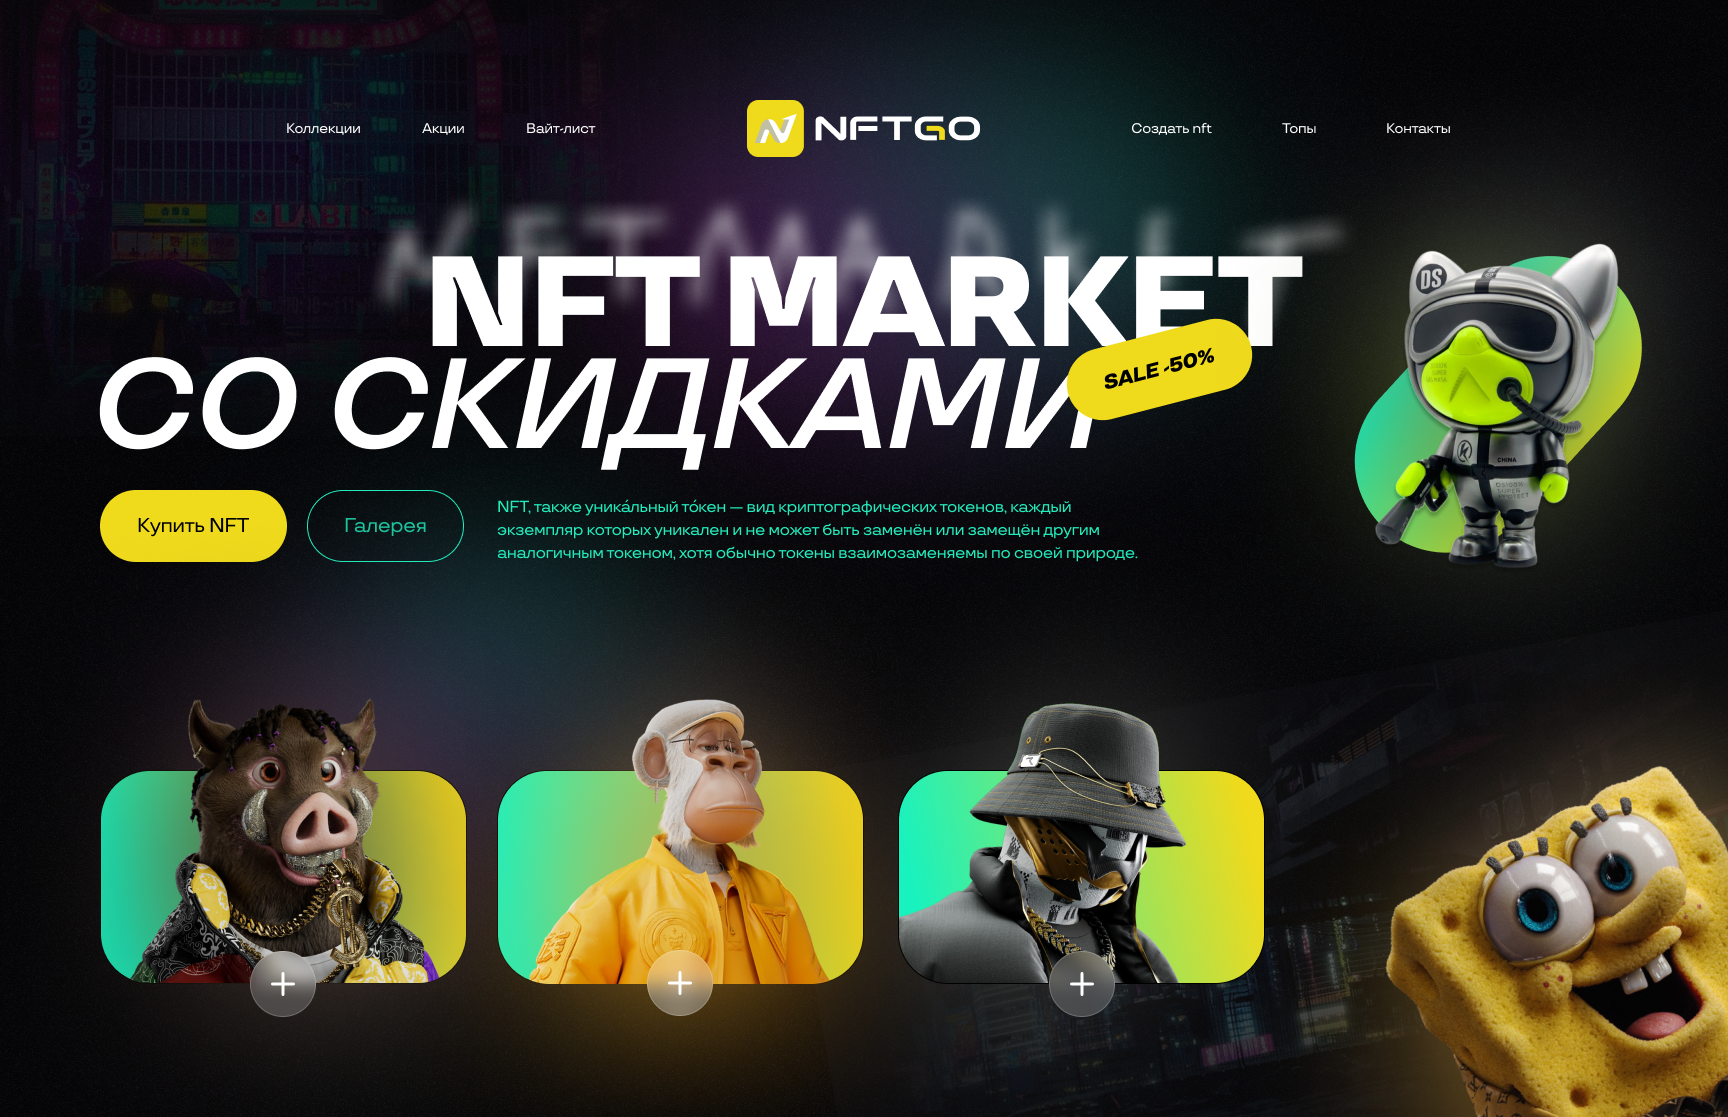 Коллекции
Акции
Вайт-лист
NFTGO
Создать nft
Топы
Контакты
NFT MARKET
СО СКИДКАМИ
SALE -50%
Купить NFT
Галерея
NFT, также уника́льный то́кен — вид криптографических токенов, каждый
экземпляр которых уникален и не может быть заменён или замещён другим
аналогичным токеном, хотя обычно токены взаимозаменяемы по своей природе.
DS
CHINA
LABI